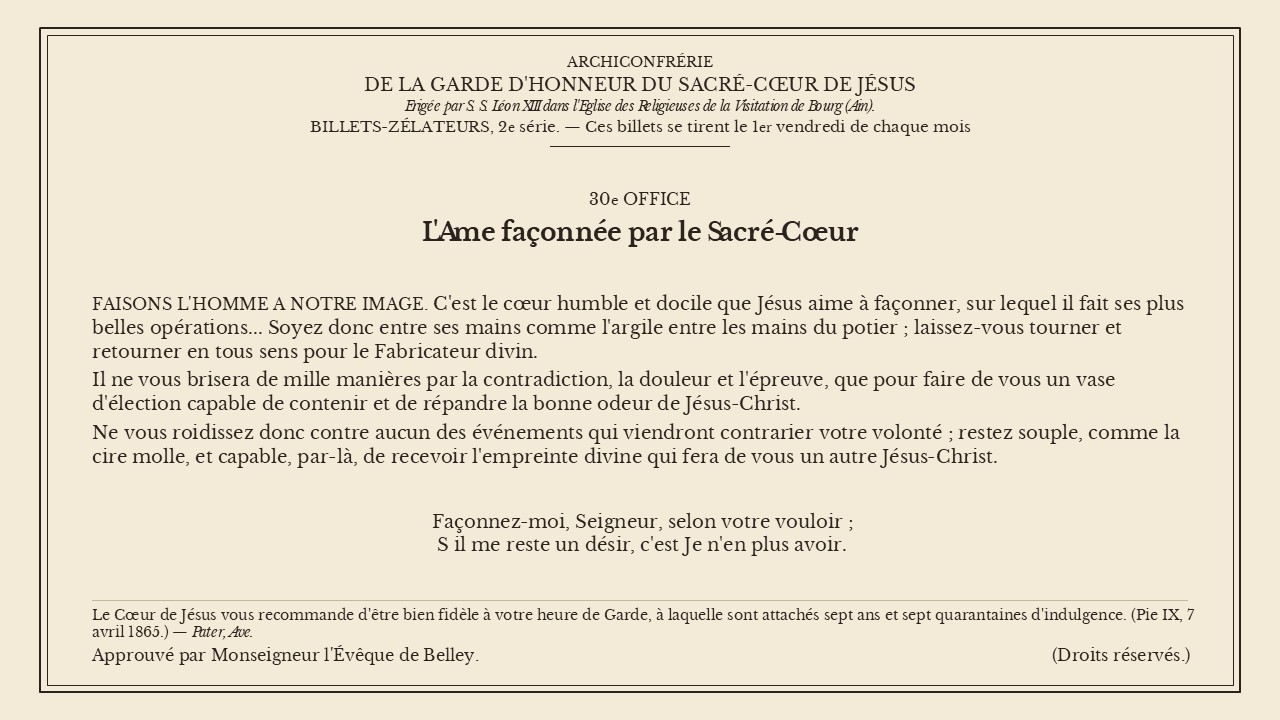 ARCHICONFRÉRIE
DE LA GARDE D'HONNEUR DU SACRÉ-CŒUR DE JÉSUS
Erigée par S. S. Léon XIII dans l'Eglise des Religieuses de la Visitation de Bourg (Ain).
BILLETS-ZÉLATEURS, 2e série. — Ces billets se tirent le 1er vendredi de chaque mois
30e OFFICE
L'Ame façonnée par le Sacré-Cœur
FAISONS L'HOMME A NOTRE IMAGE. C'est le cœur humble et docile que Jésus aime à façonner, sur lequel il fait ses plus
belles opérations... Soyez donc entre ses mains comme l'argile entre les mains du potier ; laissez-vous tourner et
retourner en tous sens pour le Fabricateur divin.
Il ne vous brisera de mille manières par la contradiction, la douleur et l'épreuve, que pour faire de vous un vase
d'élection capable de contenir et de répandre la bonne odeur de Jésus-Christ.
Ne vous roidissez donc contre aucun des événements qui viendront contrarier votre volonté ; restez souple, comme la
cire molle, et capable, par-là, de recevoir l'empreinte divine qui fera de vous un autre Jésus-Christ.
Façonnez-moi, Seigneur, selon votre vouloir ;
S il me reste un désir, c'est Je n'en plus avoir.
Le Cœur de Jésus vous recommande d'être bien fidèle à votre heure de Garde, à laquelle sont attachés sept ans et sept quarantaines d'indulgence. (Pie IX, 7
avril 1865.) — Pater, Ave.
Approuvé par Monseigneur l'Évêque de Belley. (Droits réservés.)